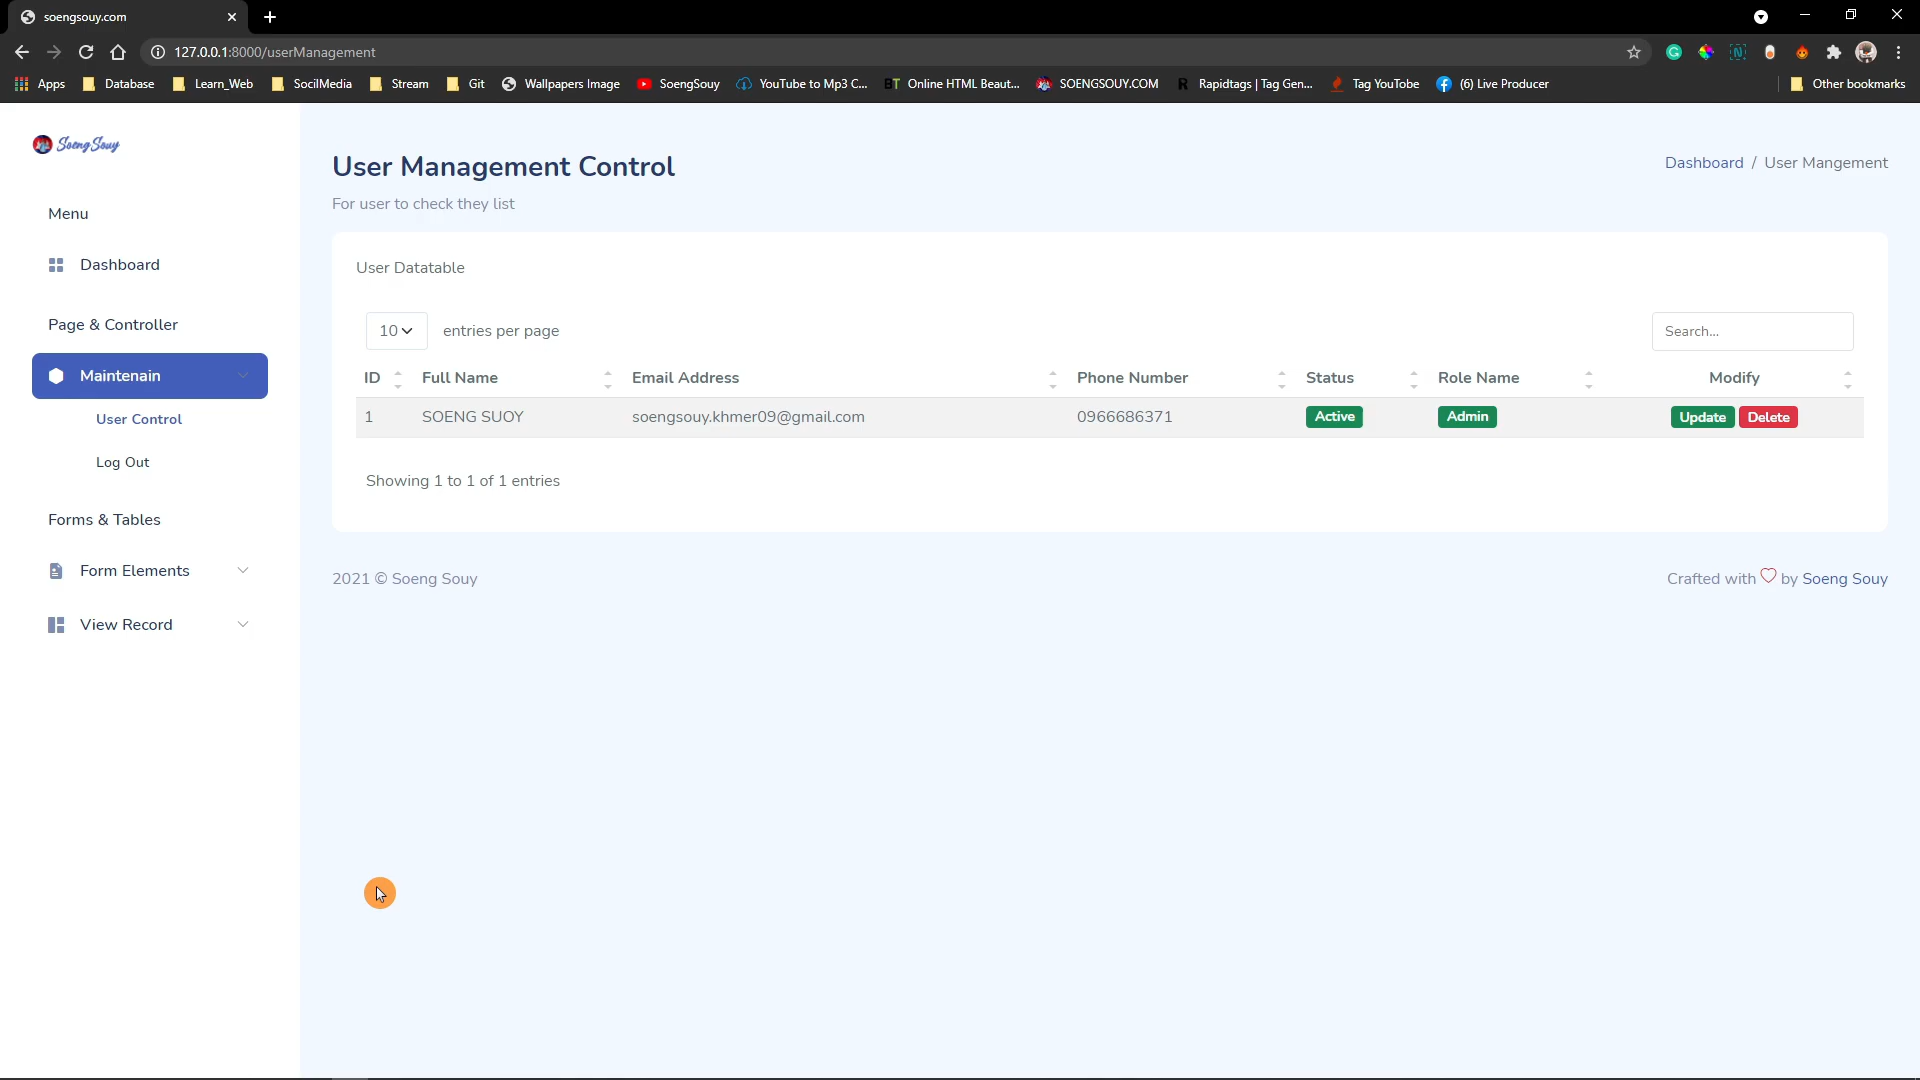 soengsouy.com
127.0.0.1:8000/userManagement
Apps Database Learn_Web SocilMedia Stream Git Wallpapers Image SoengSouy YouTube to Mp3 C... BT Online HTML Beaut... SOENGSOUY.COM R Rapidtags | Tag Gen... Tag YouTube (6) Live Producer Other bookmarks
Soeng Souy
Menu
Dashboard
Page & Controller
Maintenain
User Control
Log Out
Forms & Tables
Form Elements
View Record
User Management Control
Dashboard / User Mangement
For user to check they list
User Datatable
10 entries per page
Search...
ID Full Name Email Address Phone Number Status Role Name Modify
1 SOENG SUOY soengsouy.khmer09@gmail.com 0966686371 Active Admin Update Delete
Showing 1 to 1 of 1 entries
2021 © Soeng Souy
Crafted with by Soeng Souy